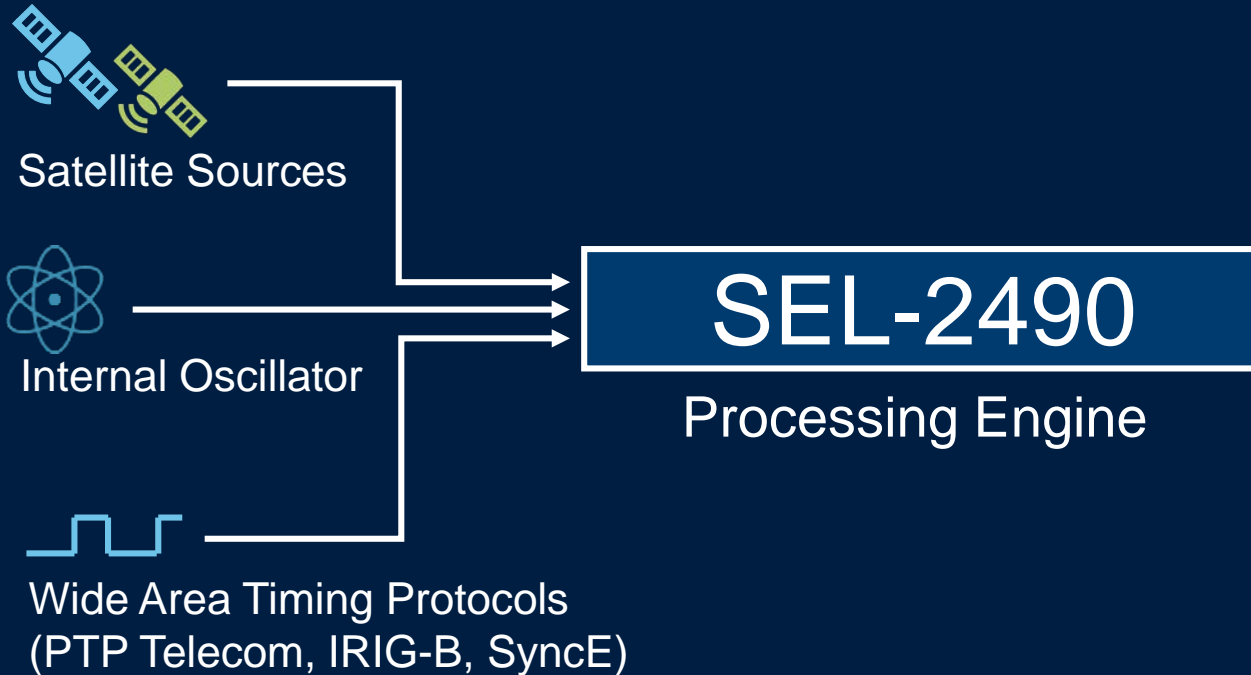 Satellite Sources
Internal Oscillator
SEL-2490
Processing Engine
Wide Area Timing Protocols
(PTP Telecom, IRIG-B, SyncE)